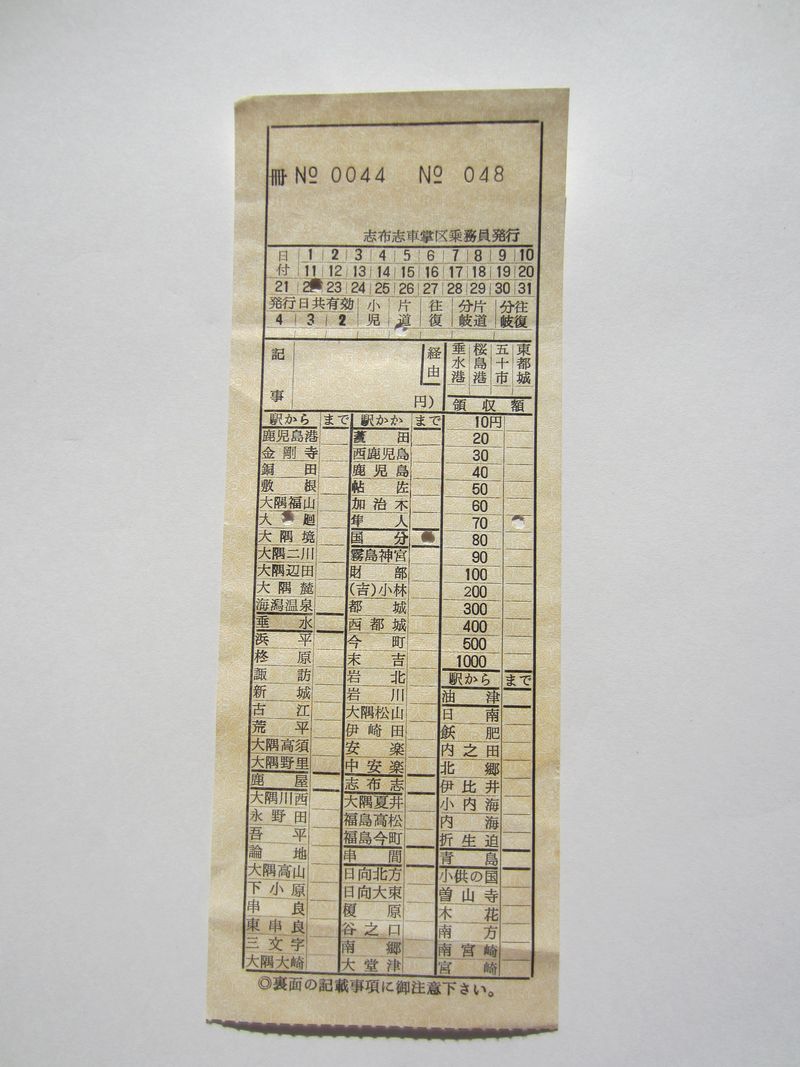 冊 № 0044 № 048
志布志車掌区乗務員発行
日付 1 2 3 4 5 6 7 8 9 10
11 12 13 14 15 16 17 18 19 20
21 22 23 24 25 26 27 28 29 30 31
発行日共有効 小児 片道 往復 分岐片道 分岐往復
4 3 2
記事 円) 経由 垂水港 桜島港 五十市 東都城
領収額
駅から まで 駅から まで 10円
鹿児島港 蓑田 20
金剛寺 西鹿児島 30
銅田 鹿児島 40
敷根 帖佐 50
大隅福山 加治木 60
大廻 隼人 70
大隅境 国分 80
大隅二川 霧島神宮 90
大隅辺田 財部 100
大隅麓 (吉)小林 200
海潟温泉 都城 300
垂水 西都城 400
浜平 今町 500
柊原 末吉 1000
諏訪 岩北 駅から まで
新城 岩川 油津
古江 大隅松山 日南
荒平 伊崎田 飫肥
大隅高須 安楽 内之田
大隅野里 中安楽 北郷
鹿屋 志布志 伊比井
大隅川西 大隅夏井 小内海
永野田 福島高松 内海
吾平 福島今町 折生迫
論地 串間 青島
大隅高山 日向北方 小供の国
下小原 日向大東 曽山寺
串良 榎原 木花
東串良 谷之口 南方
三文字 南郷 南宮崎
大隅大崎 大堂津 宮崎
◎裏面の記載事項に御注意下さい。